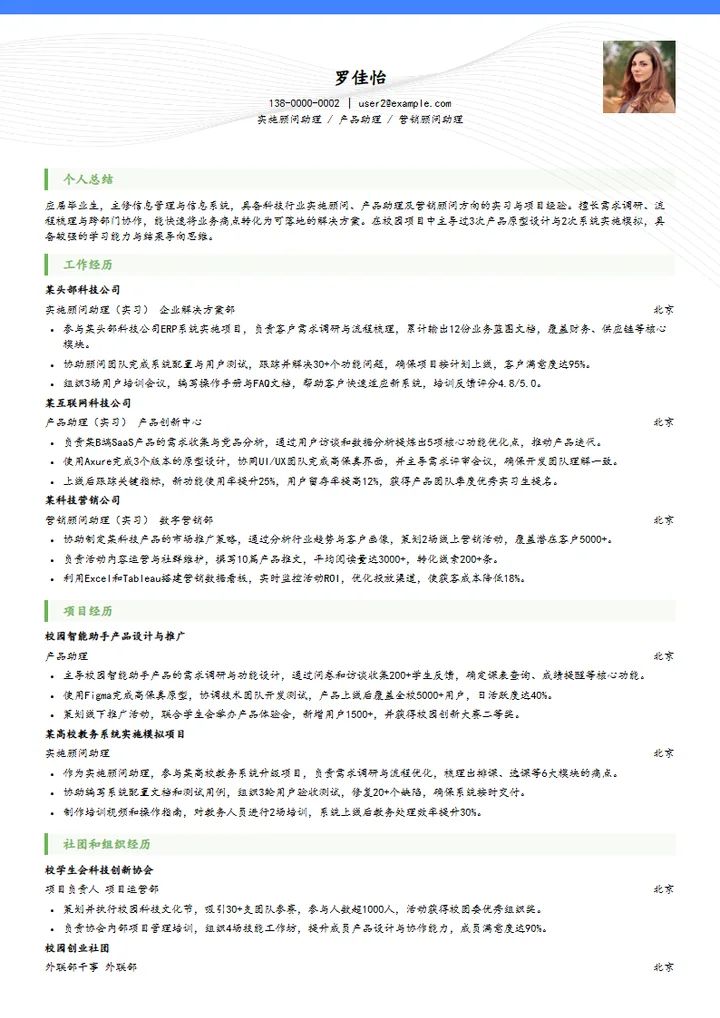 罗佳怡
138-0000-0002 | user2@example.com
实施顾问助理 / 产品助理 / 营销顾问助理
个人总结
应届毕业生，主修信息管理与信息系统，具备科技行业实施顾问、产品助理及营销顾问方向的实习与项目经验。擅长需求调研、流
程梳理与跨部门协作，能快速将业务痛点转化为可落地的解决方案。在校园项目中主导过3次产品原型设计与2次系统实施模拟，具
备较强的学习能力与结果导向思维。
工作经历
某头部科技公司
实施顾问助理（实习） 企业解决方案部 北京
• 参与某头部科技公司ERP系统实施项目，负责客户需求调研与流程梳理，累计输出12份业务蓝图文档，覆盖财务、供应链等核心
模块。
• 协助顾问团队完成系统配置与用户测试，跟踪并解决30+个功能问题，确保项目按计划上线，客户满意度达95%。
• 组织3场用户培训会议，编写操作手册与FAQ文档，帮助客户快速适应新系统，培训反馈评分4.8/5.0。
某互联网科技公司
产品助理（实习） 产品创新中心 北京
• 负责某B端SaaS产品的需求收集与竞品分析，通过用户访谈和数据分析提炼出5项核心功能优化点，推动产品迭代。
• 使用Axure完成3个版本的原型设计，协同UI/UX团队完成高保真界面，并主导需求评审会议，确保开发团队理解一致。
• 上线后跟踪关键指标，新功能使用率提升25%，用户留存率提高12%，获得产品团队季度优秀实习生提名。
某科技营销公司
营销顾问助理（实习） 数字营销部 北京
• 协助制定某科技产品的市场推广策略，通过分析行业趋势与客户画像，策划2场线上营销活动，覆盖潜在客户5000+。
• 负责活动内容运营与社群维护，撰写10篇产品推文，平均阅读量达3000+，转化线索200+条。
• 利用Excel和Tableau搭建营销数据看板，实时监控活动ROI，优化投放渠道，使获客成本降低18%。
项目经历
校园智能助手产品设计与推广
产品助理 北京
• 主导校园智能助手产品的需求调研与功能设计，通过问卷和访谈收集200+学生反馈，确定课表查询、成绩提醒等核心功能。
• 使用Figma完成高保真原型，协调技术团队开发测试，产品上线后覆盖全校5000+用户，日活跃度达40%。
• 策划线下推广活动，联合学生会举办产品体验会，新增用户1500+，并获得校园创新大赛二等奖。
某高校教务系统实施模拟项目
实施顾问助理 北京
• 作为实施顾问助理，参与某高校教务系统升级项目，负责需求调研与流程优化，梳理出排课、选课等6大模块的痛点。
• 协助编写系统配置文档和测试用例，组织3轮用户验收测试，修复20+个缺陷，确保系统按时交付。
• 制作培训视频和操作指南，对教务人员进行2场培训，系统上线后教务处理效率提升30%。
社团和组织经历
校学生会科技创新协会
项目负责人 项目运营部 北京
• 策划并执行校园科技文化节，吸引30+支团队参赛，参与人数超1000人，活动获得校团委优秀组织奖。
• 负责协会内部项目管理培训，组织4场技能工作坊，提升成员产品设计与协作能力，成员满意度达90%。
校园创业社团
外联部干事 外联部 北京